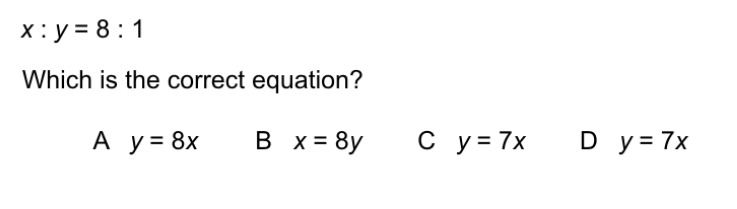 x : y = 8 : 1
Which is the correct equation?
A y = 8x B x = 8y C y = 7x D y = 7x